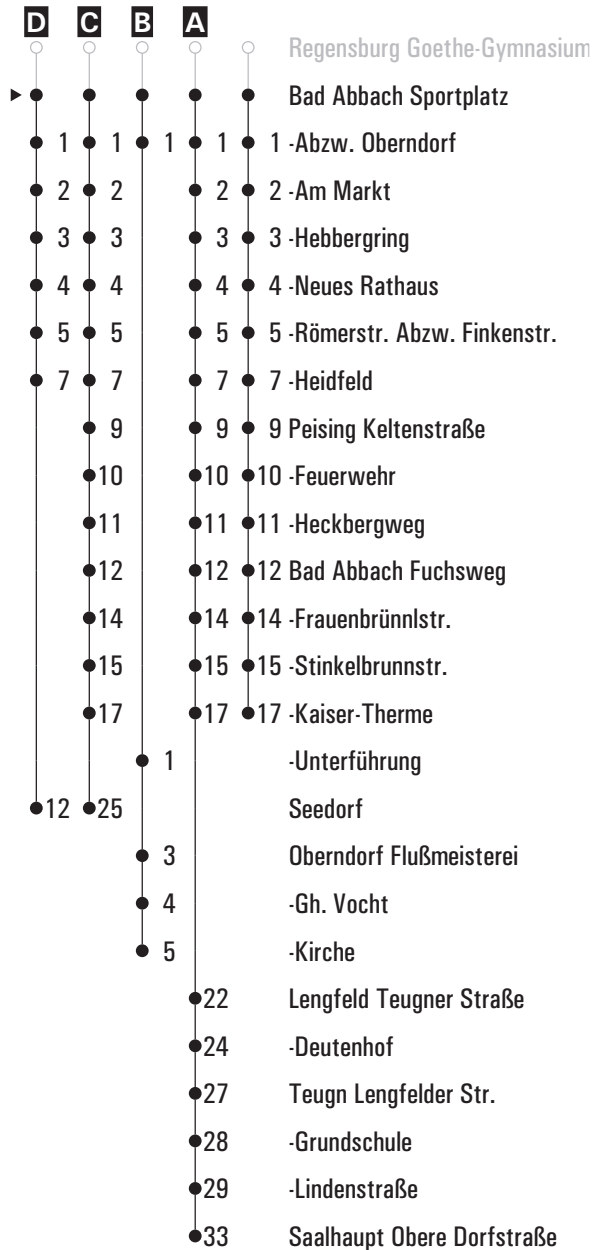 D C B A
Regensburg Goethe-Gymnasium
Bad Abbach Sportplatz
1 1 1 1 1 -Abzw. Oberndorf
2 2 2 2 -Am Markt
3 3 3 3 -Hebbergring
4 4 4 4 -Neues Rathaus
5 5 5 5 -Römerstr. Abzw. Finkenstr.
7 7 7 7 -Heidfeld
9 9 9 Peising Keltenstraße
10 10 10 -Feuerwehr
11 11 11 -Heckbergweg
12 12 12 Bad Abbach Fuchsweg
14 14 14 -Frauenbrünnlstr.
15 15 15 -Stinkelbrunnstr.
17 17 17 -Kaiser-Therme
1 -Unterführung
12 25 Seedorf
3 Oberndorf Flußmeisterei
4 -Gh. Vocht
5 -Kirche
22 Lengfeld Teugner Straße
24 -Deutenhof
27 Teugn Lengfelder Str.
28 -Grundschule
29 -Lindenstraße
33 Saalhaupt Obere Dorfstraße